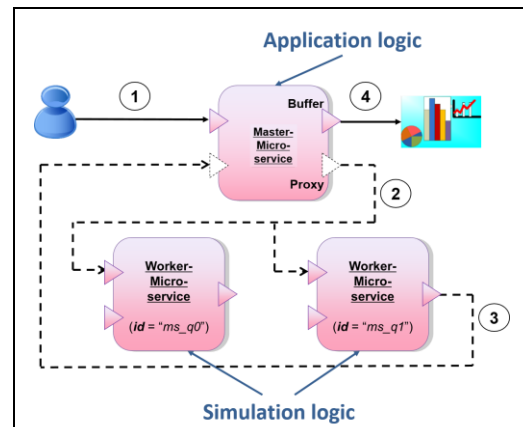 Application logic
1
Buffer
4
Master-
Micro-
service
Proxy
2
Worker-
Micro-
service
(id = "ms_q0")
Worker-
Micro-
service
(id = "ms_q1")
3
Simulation logic